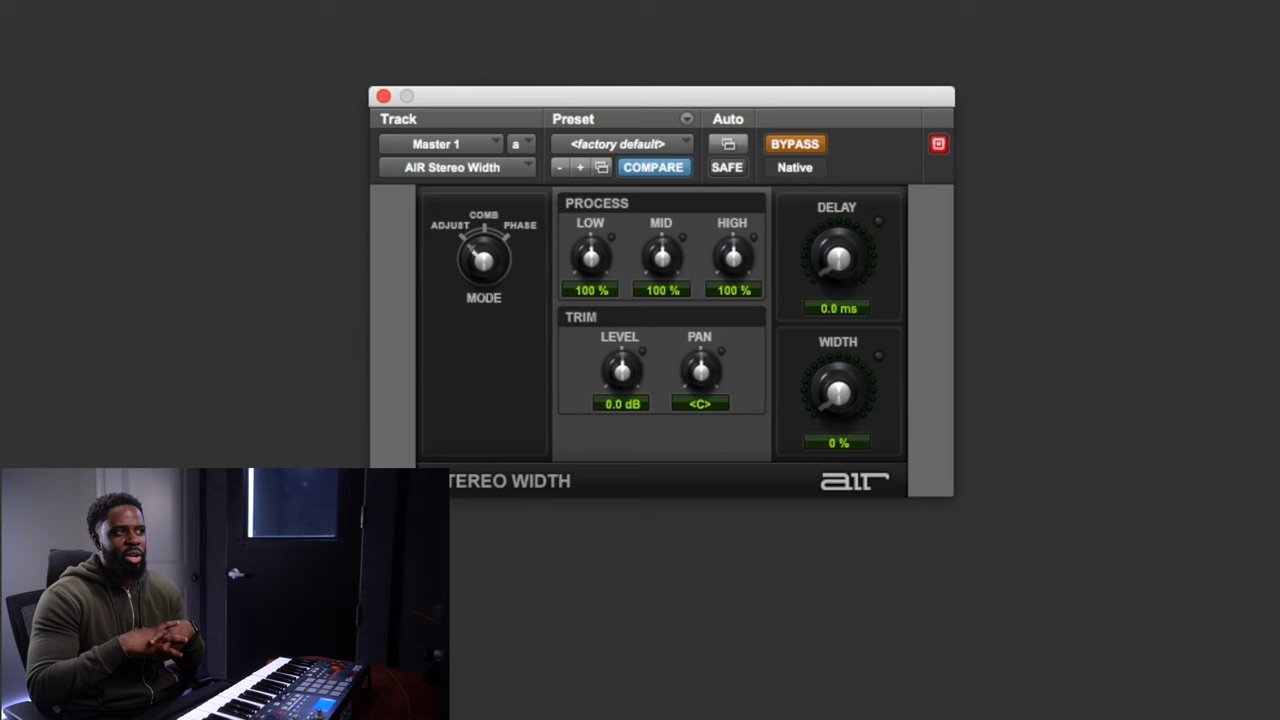 Track
Preset
Auto
Master 1
a
<factory default>
BYPASS
AIR Stereo Width
-
+
COMPARE
SAFE
Native
ADJUST
COMB
PHASE
MODE
PROCESS
LOW
MID
HIGH
100 %
100 %
100 %
TRIM
LEVEL
PAN
0.0 dB
<C>
DELAY
0.0 ms
WIDTH
0 %
TEREO WIDTH
air